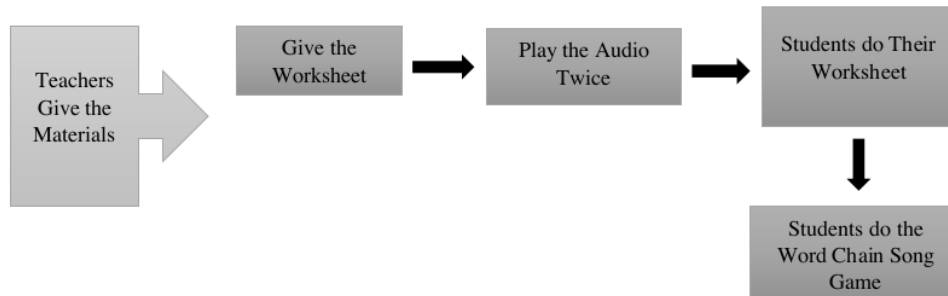 Teachers
Give the
Materials
Give the
Worksheet
Play the Audio
Twice
Students do Their
Worksheet
Students do the
Word Chain Song
Game